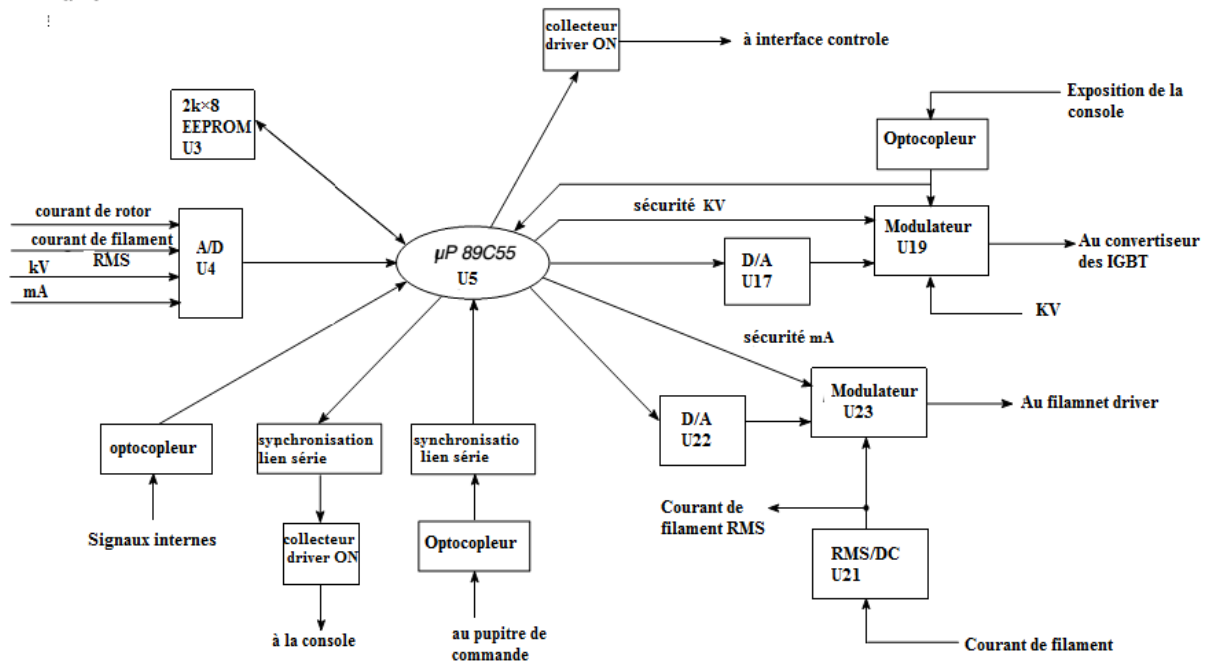 collecteur
driver ON
à interface controle
2k×8
EEPROM
U3
Exposition de la
console
Optocopleur
courant de rotor
courant de filament
RMS
kV
mA
A/D
U4
µP 89C55
U5
sécurité KV
D/A
U17
Modulateur
U19
Au convertiseur
des IGBT
KV
sécurité mA
Modulateur
U23
Au filamnet driver
D/A
U22
optocopleur
Signaux internes
synchronisation
lien série
collecteur
driver ON
à la console
synchronisatio
lien série
Optocopleur
au pupitre de
commande
Courant de
filament RMS
RMS/DC
U21
Courant de filament